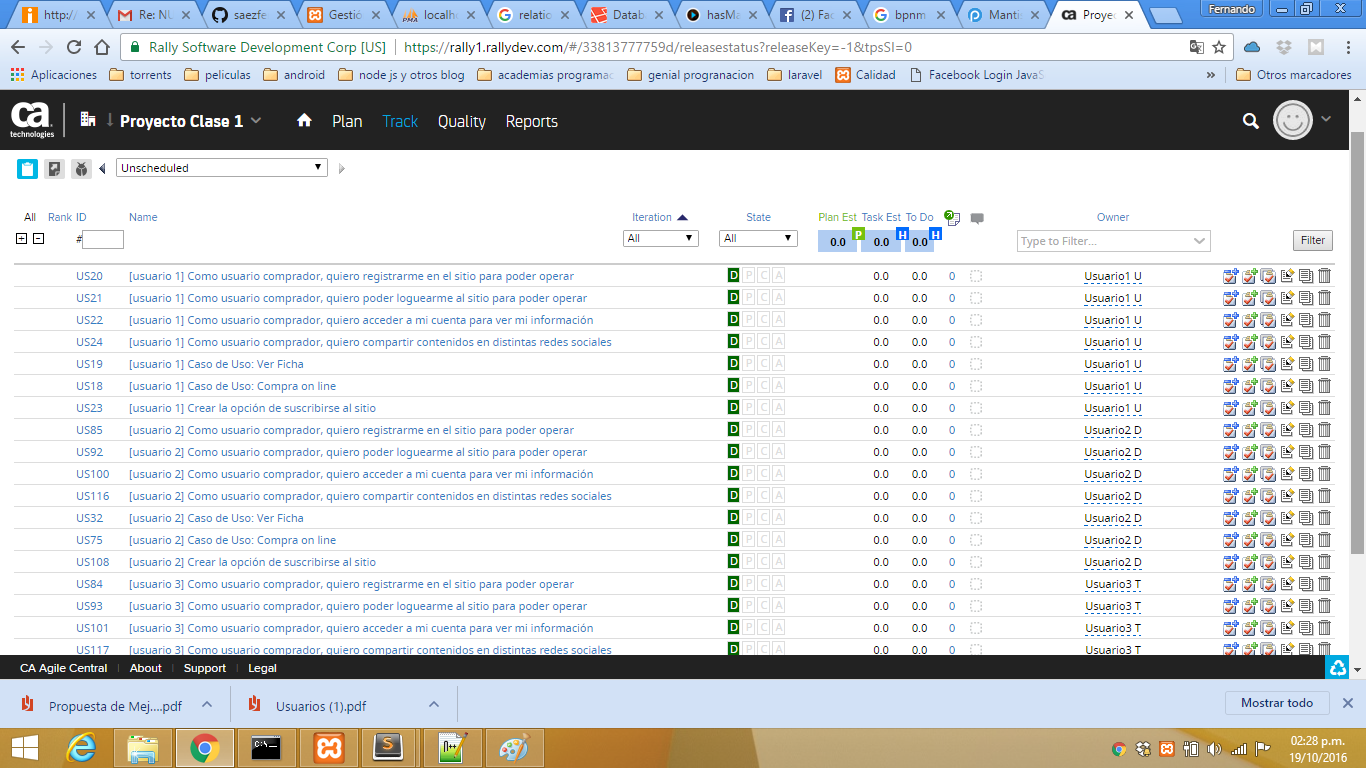 http:// Re: NU saezfe Gestió localh relatio Datab hasMa (2) Fac bpnm Manti Proye Fernando
Rally Software Development Corp [US] https://rally1.rallydev.com/#/33813777759d/releasestatus?releaseKey=-1&tpsSI=0
Aplicaciones torrents peliculas android node js y otros blog academias programac genial progranacion laravel Calidad Facebook Login JavaS » Otros marcadores
ca technologies Proyecto Clase 1 Plan Track Quality Reports
Unscheduled
All Rank ID Name Iteration State Plan Est Task Est To Do Owner
# All All 0.0 P 0.0 H 0.0 H Type to Filter... Filter
US20 [usuario 1] Como usuario comprador, quiero registrarme en el sitio para poder operar D P C A 0.0 0.0 0 Usuario1 U
US21 [usuario 1] Como usuario comprador, quiero poder loguearme al sitio para poder operar D P C A 0.0 0.0 0 Usuario1 U
US22 [usuario 1] Como usuario comprador, quiero acceder a mi cuenta para ver mi información D P C A 0.0 0.0 0 Usuario1 U
US24 [usuario 1] Como usuario comprador, quiero compartir contenidos en distintas redes sociales D P C A 0.0 0.0 0 Usuario1 U
US19 [usuario 1] Caso de Uso: Ver Ficha D P C A 0.0 0.0 0 Usuario1 U
US18 [usuario 1] Caso de Uso: Compra on line D P C A 0.0 0.0 0 Usuario1 U
US23 [usuario 1] Crear la opción de suscribirse al sitio D P C A 0.0 0.0 0 Usuario1 U
US85 [usuario 2] Como usuario comprador, quiero registrarme en el sitio para poder operar D P C A 0.0 0.0 0 Usuario2 D
US92 [usuario 2] Como usuario comprador, quiero poder loguearme al sitio para poder operar D P C A 0.0 0.0 0 Usuario2 D
US100 [usuario 2] Como usuario comprador, quiero acceder a mi cuenta para ver mi información D P C A 0.0 0.0 0 Usuario2 D
US116 [usuario 2] Como usuario comprador, quiero compartir contenidos en distintas redes sociales D P C A 0.0 0.0 0 Usuario2 D
US32 [usuario 2] Caso de Uso: Ver Ficha D P C A 0.0 0.0 0 Usuario2 D
US75 [usuario 2] Caso de Uso: Compra on line D P C A 0.0 0.0 0 Usuario2 D
US108 [usuario 2] Crear la opción de suscribirse al sitio D P C A 0.0 0.0 0 Usuario2 D
US84 [usuario 3] Como usuario comprador, quiero registrarme en el sitio para poder operar D P C A 0.0 0.0 0 Usuario3 T
US93 [usuario 3] Como usuario comprador, quiero poder loguearme al sitio para poder operar D P C A 0.0 0.0 0 Usuario3 T
US101 [usuario 3] Como usuario comprador, quiero acceder a mi cuenta para ver mi información D P C A 0.0 0.0 0 Usuario3 T
US117 [usuario 3] Como usuario comprador, quiero compartir contenidos en distintas redes sociales D P C A 0.0 0.0 0 Usuario3 T
CA Agile Central About Support Legal
Propuesta de Mej....pdf Usuarios (1).pdf Mostrar todo
02:28 p.m.
19/10/2016